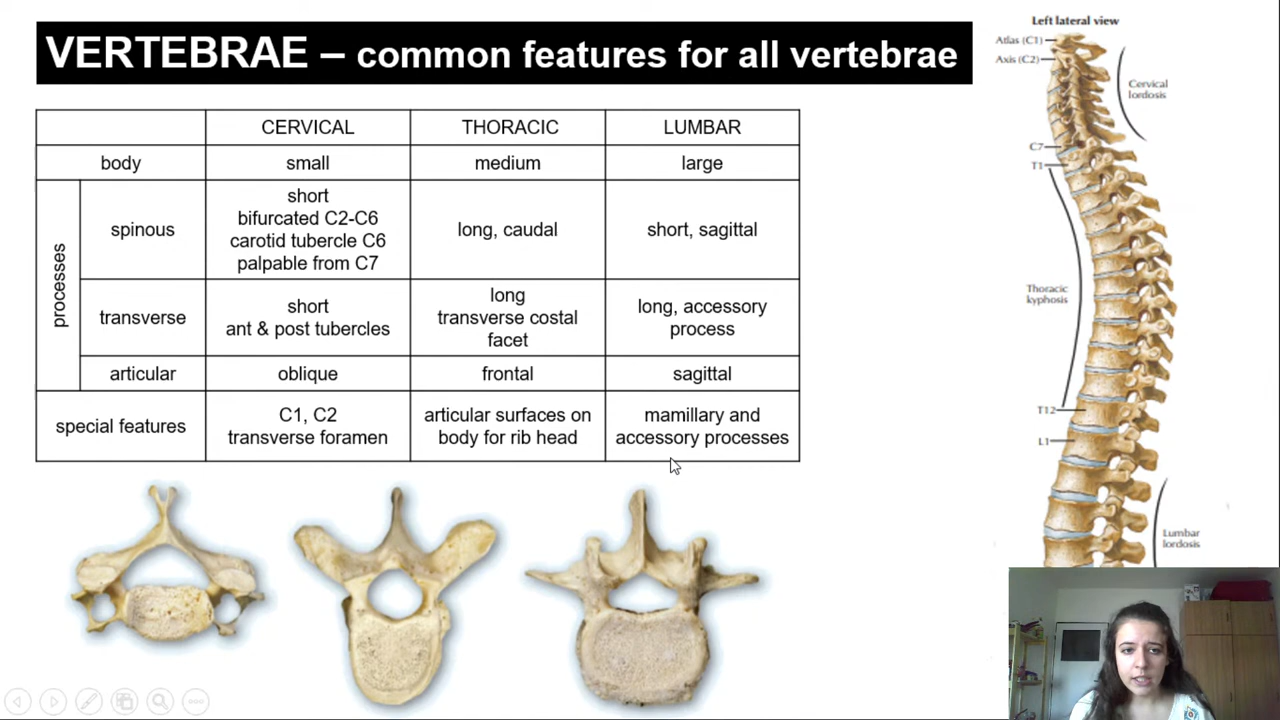 VERTEBRAE – common features for all vertebrae
CERVICAL THORACIC LUMBAR
body small medium large
processes
spinous
short
bifurcated C2-C6
carotid tubercle C6
palpable from C7
long, caudal
short, sagittal
transverse
short
ant & post tubercles
long
transverse costal
facet
long, accessory
process
articular oblique frontal sagittal
special features
C1, C2
transverse foramen
articular surfaces on
body for rib head
mamillary and
accessory processes
Left lateral view
Atlas (C1)
Axis (C2)
Cervical
lordosis
C7
T1
Thoracic
kyphosis
T12
L1
Lumbar
lordosis